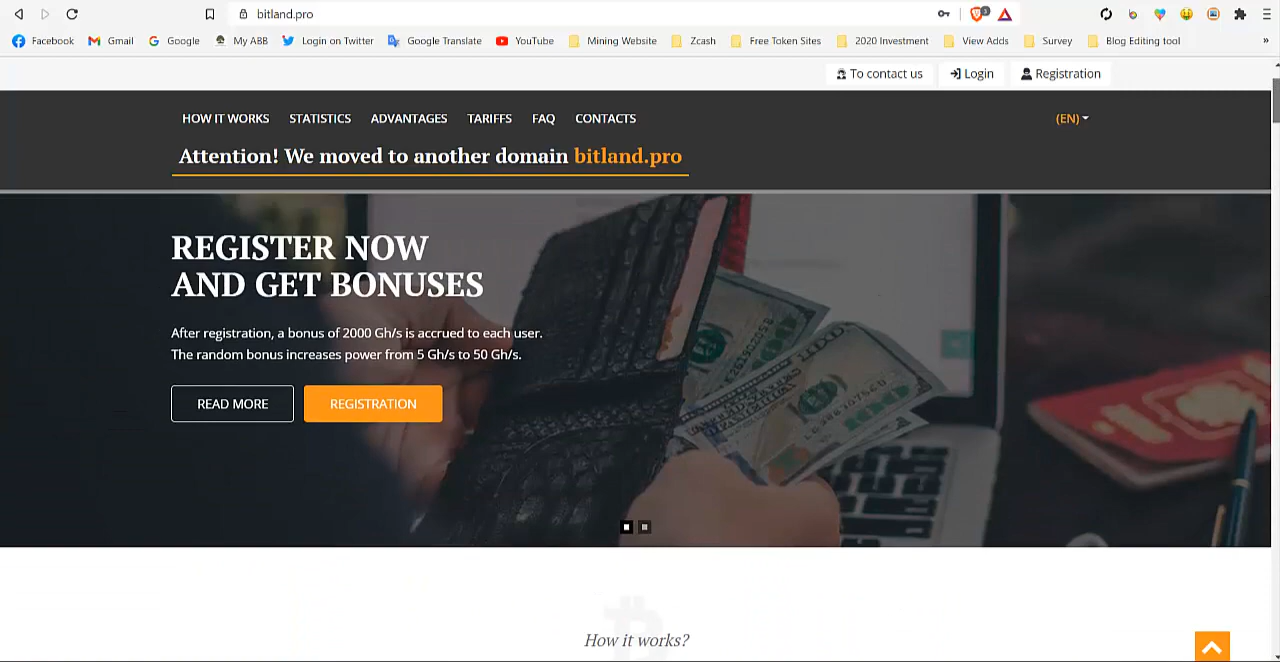 bitland.pro
Facebook
Gmail
Google
My ABB
Login on Twitter
Google Translate
YouTube
Mining Website
Zcash
Free Token Sites
2020 Investment
View Adds
Survey
Blog Editing tool
»
To contact us
Login
Registration
HOW IT WORKS
STATISTICS
ADVANTAGES
TARIFFS
FAQ
CONTACTS
(EN)
Attention! We moved to another domain bitland.pro
REGISTER NOW
AND GET BONUSES
After registration, a bonus of 2000 Gh/s is accrued to each user.
The random bonus increases power from 5 Gh/s to 50 Gh/s.
READ MORE
REGISTRATION
How it works?